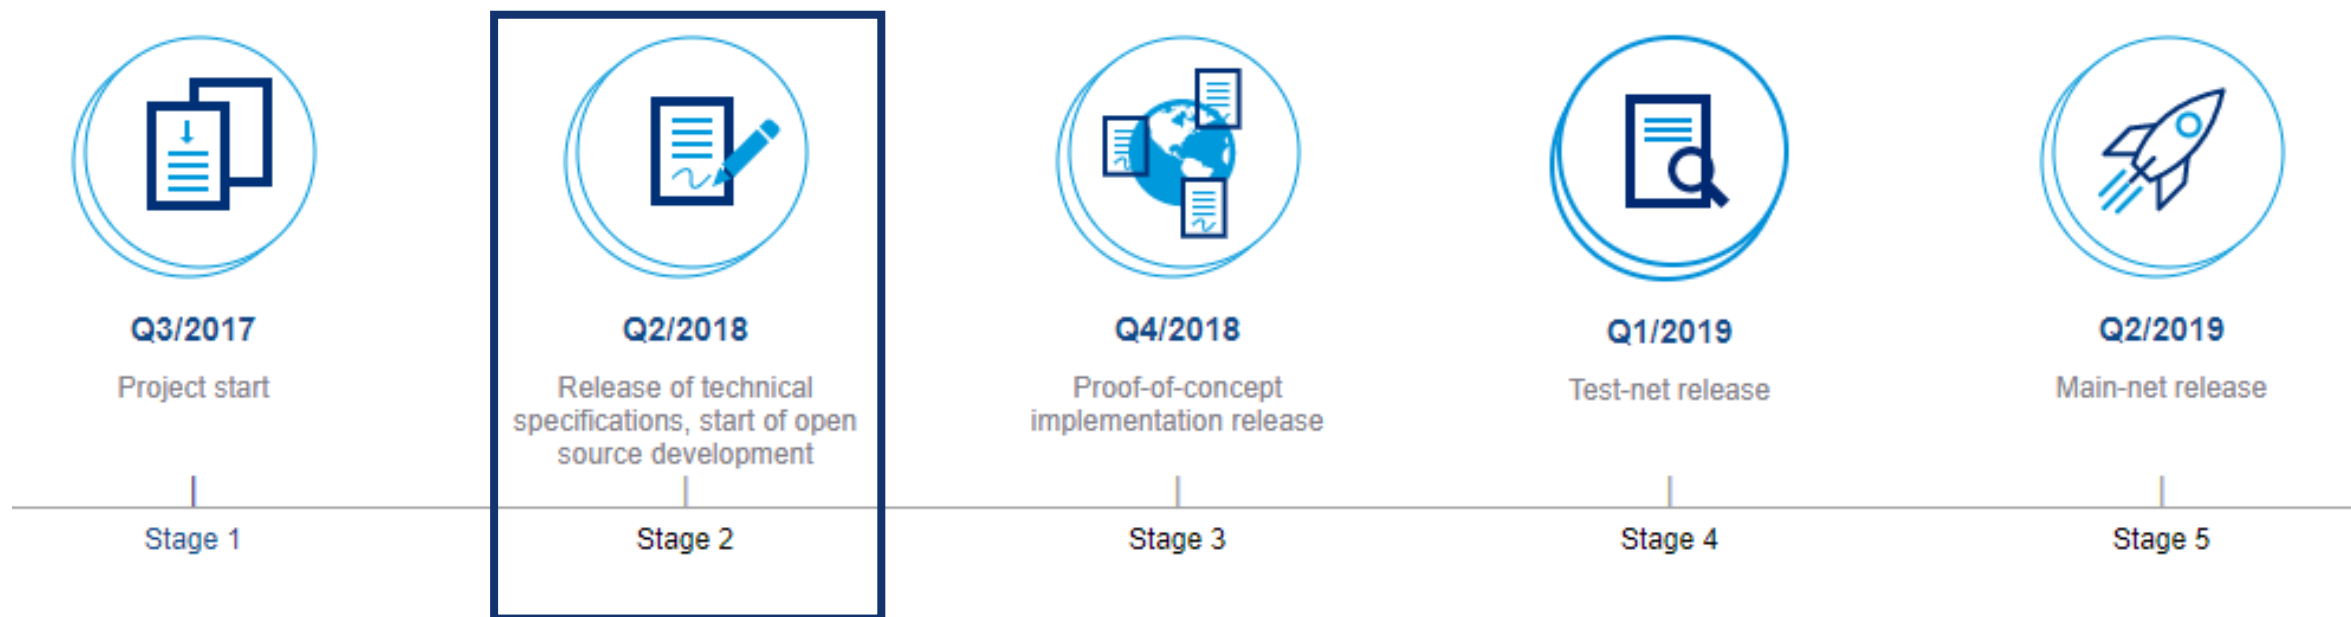 Q3/2017
Project start
Stage 1
Q2/2018
Release of technical
specifications, start of open
source development
Stage 2
Q4/2018
Proof-of-concept
implementation release
Stage 3
Q1/2019
Test-net release
Stage 4
Q2/2019
Main-net release
Stage 5